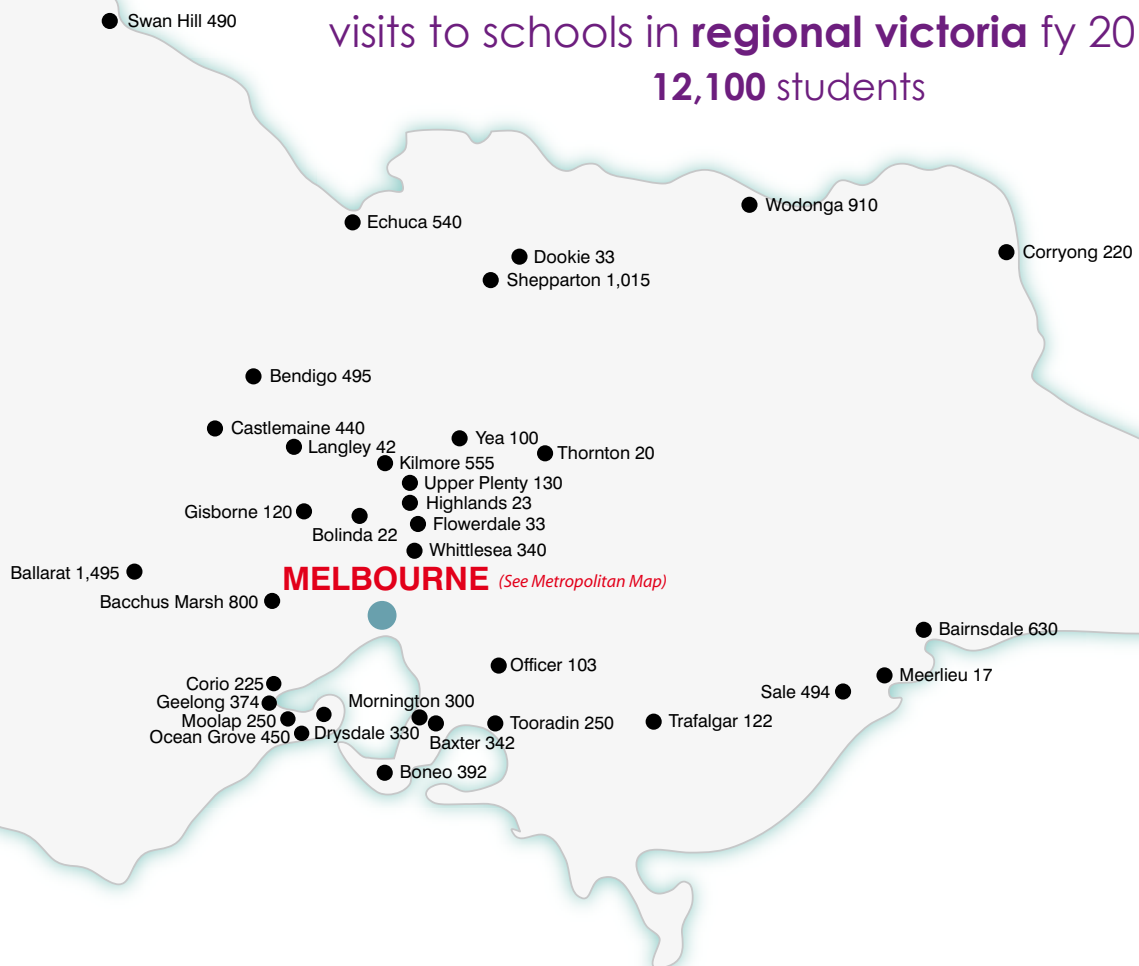 Swan Hill 490
visits to schools in regional victoria fy 20
12,100 students
Wodonga 910
Echuca 540
Corryong 220
Dookie 33
Shepparton 1,015
Bendigo 495
Castlemaine 440
Yea 100
Langley 42
Thornton 20
Kilmore 555
Upper Plenty 130
Highlands 23
Gisborne 120
Flowerdale 33
Bolinda 22
Whittlesea 340
Ballarat 1,495
MELBOURNE (See Metropolitan Map)
Bacchus Marsh 800
Bairnsdale 630
Officer 103
Meerlieu 17
Corio 225
Sale 494
Geelong 374
Mornington 300
Moolap 250
Tooradin 250
Trafalgar 122
Ocean Grove 450
Drysdale 330
Baxter 342
Boneo 392